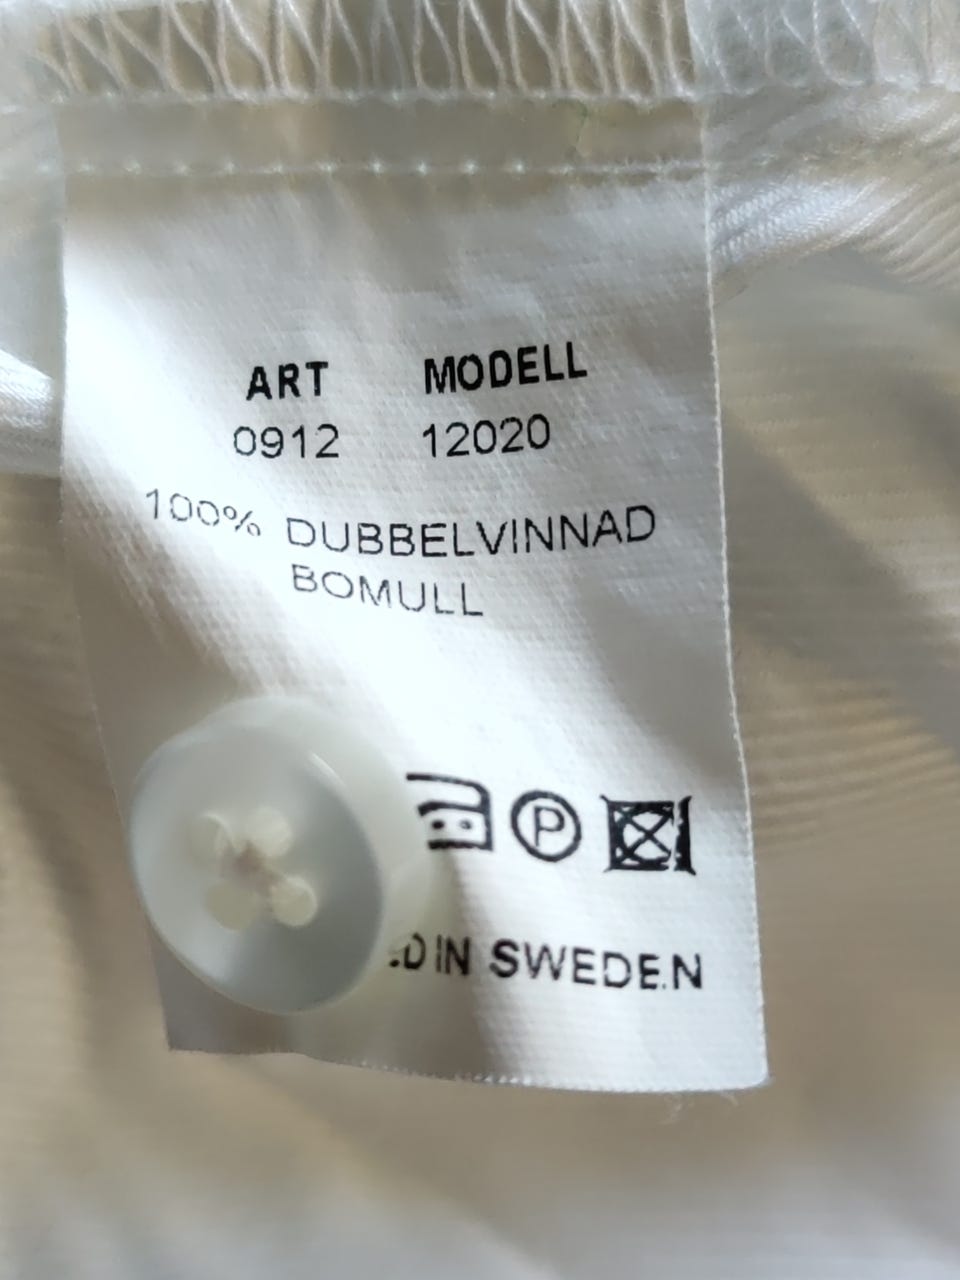 ART MODELL
0912 12020
100% DUBBELVINNAD
BOMULL
P
IN SWEDEN